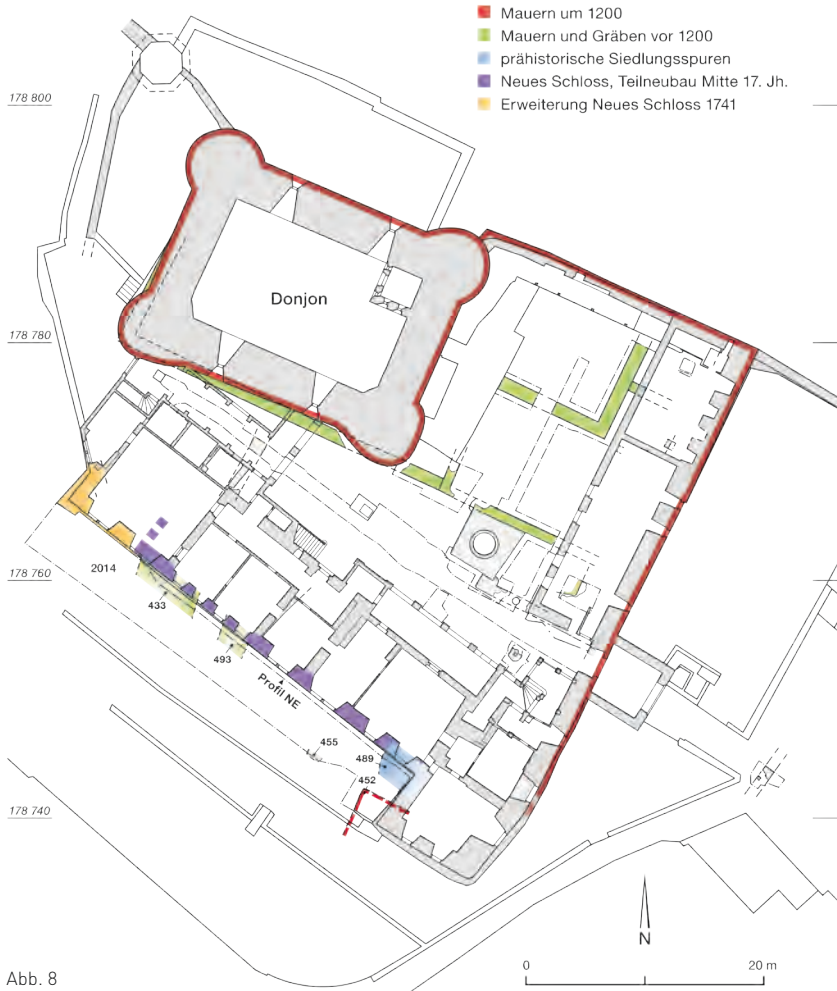 Mauern um 1200
Mauern und Gräben vor 1200
prähistorische Siedlungsspuren
Neues Schloss, Teilneubau Mitte 17. Jh.
Erweiterung Neues Schloss 1741
178 800
Donjon
178 780
178 760
2014
433
493
Profil NE
455
489
452
178 740
N
0
20 m
Abb. 8